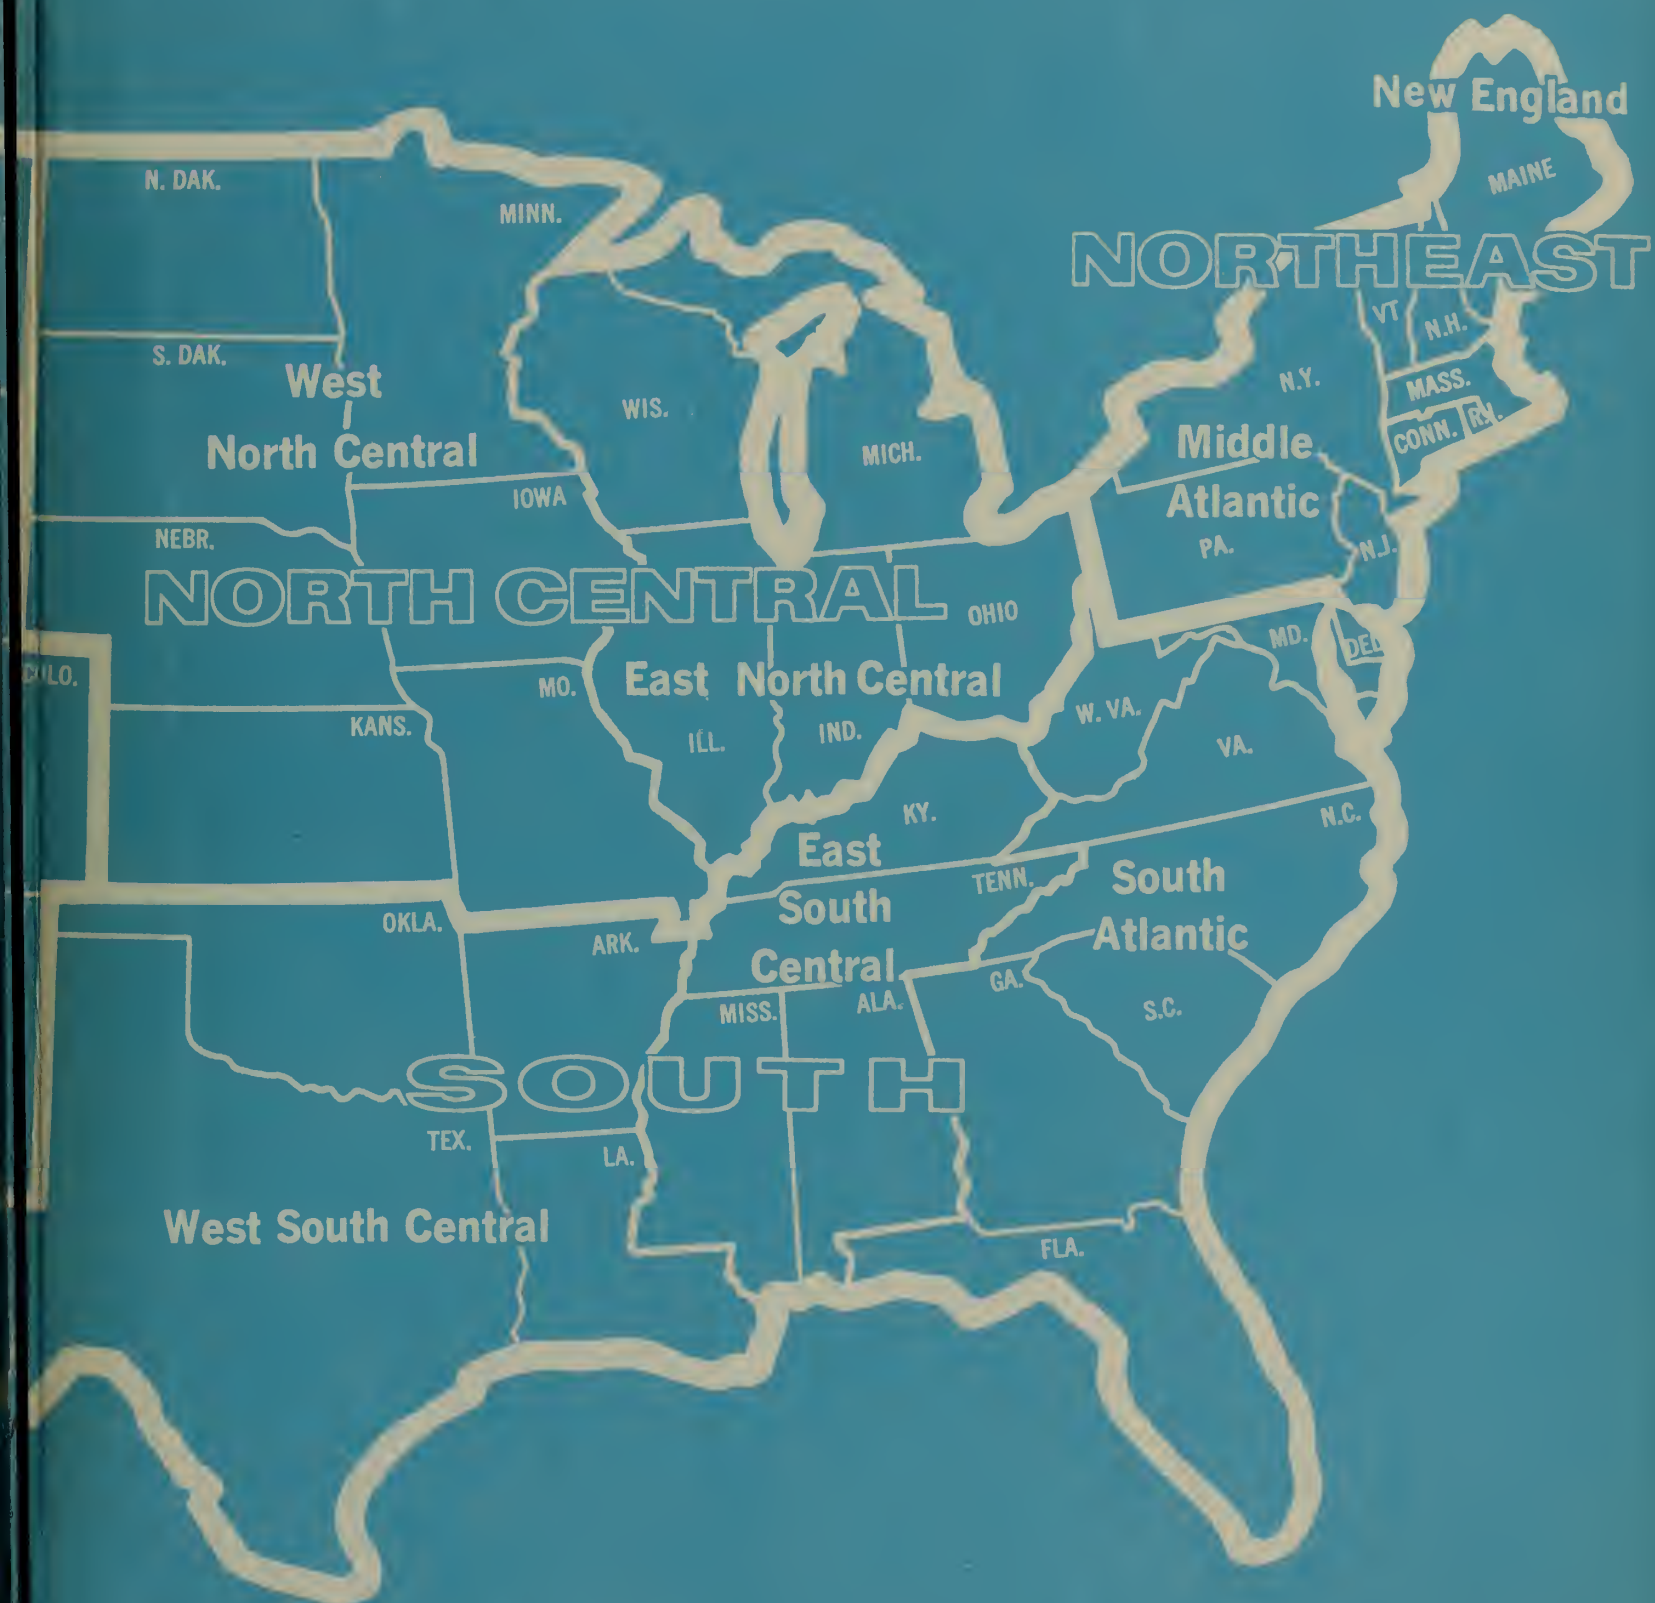 New England
MAINE
N. DAK.
MINN.
NORTHEAST
VT
N.H.
S. DAK.
West
North Central
WIS.
MICH.
N.Y.
MASS.
CONN.
R.I.
Middle
Atlantic
IOWA
NEBR.
PA.
N.J.
NORTH CENTRAL
OHIO
MD.
DEL
COLO.
KANS.
MO.
East North Central
ILL.
IND.
W. VA.
VA.
KY.
N.C.
East
South
Central
TENN.
South
Atlantic
OKLA.
ARK.
MISS.
ALA.
GA.
S.C.
SOUTH
TEX.
LA.
West South Central
FLA.